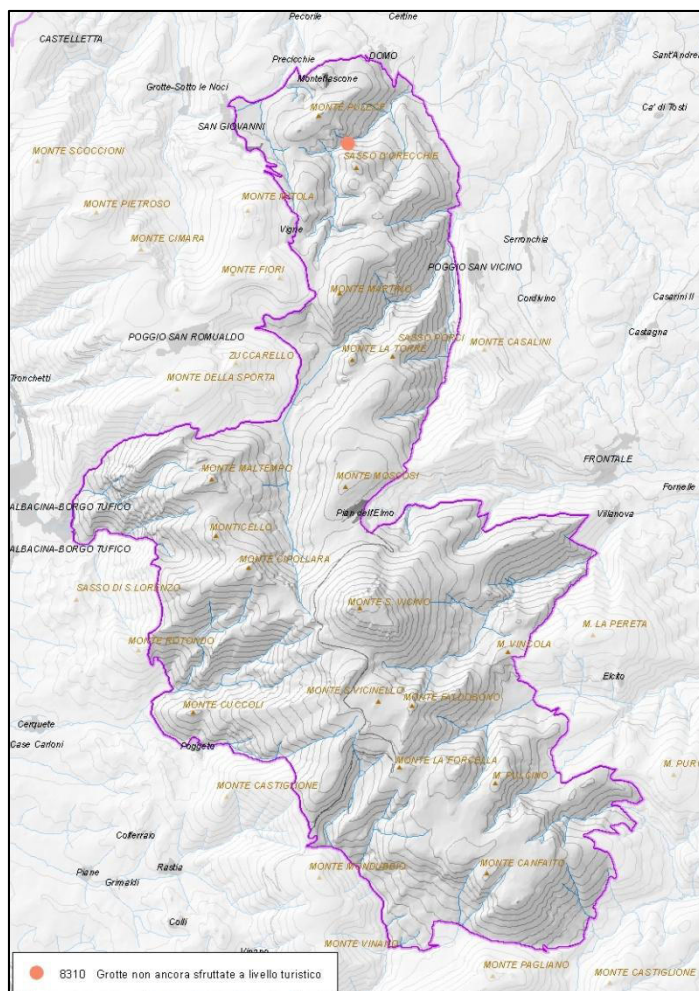 Pecorile
Certine
CASTELLETTA
Precicchie
DOMO
Sant'Andrea
Montefiascone
Grotte-Sotto le Noci
MONTE PUSECE
Ca' di Tosti
SAN GIOVANNI
MONTE SCOCCIONI
SASSO D'ORECCHIE
MONTE PIETROSO
Vigne
MONTE CIMARA
Serronchia
MONTE FIORI
POGGIO SAN VICINO
MONTE MARTINO
Cordivino
Casarini II
Castagna
POGGIO SAN ROMUALDO
SASSO PORCI
MONTE CASALINI
ZUCCARELLO
MONTE LA TORRE
Tronchetti
MONTE DELLA SPORTA
FRONTALE
MONTE MALTEMPO
MONTE MOSCOSI
Fornelle
ALBACINA-BORGO TUFICO
Pian dell'Elmo
Villanova
MONTICELLO
ALBACINA-BORGO TUFICO
MONTE CIPOLLARA
SASSO DI S.LORENZO
MONTE S. VICINO
M. LA PERETA
MONTE ROTONDO
M. VINCOLA
Elcito
MONTE S.VICINELLO
MONTE FALDOBONO
MONTE CUCCOLI
Cerquete
Case Carloni
Poggeto
MONTE LA FORCELLA
M. PULCINO
MONTE CASTIGLIONE
Colferraio
MONTE MONDUBBIO
Piane
Rastia
MONTE CANFAITO
Grimaldi
Colli
MONTE VINANO
8310 Grotte non ancora sfruttate a livello turistico
MONTE PAGLIANO
MONTE CASTIGLIONE